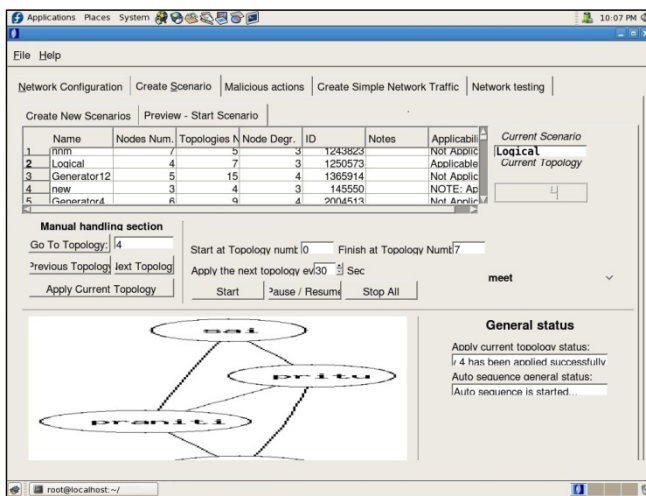 Applications Places System 10:07 PM
File Help
Network Configuration Create Scenario Malicious actions Create Simple Network Traffic Network testing
Create New Scenarios Preview - Start Scenario
Name Nodes Num. Topologies N Node Degr. ID Notes Applicabili
1 nnm 7 5 3 1243823 Not Applic
2 Logical 4 7 3 1250573 Applicable
3 Generator12 5 15 4 1365914 Not Applic
4 new 3 4 3 145550 NOTE: Ap
5 Generator4 6 9 4 2004513 Not Applic
Current Scenario
Logical
Current Topology
4
Manual handling section
Go To Topology: 4
Previous Topology Next Topolog
Apply Current Topology
Start at Topology numb 0 Finish at Topology Numb 7
Apply the next topology ev 30 Sec
Start Pause / Resume Stop All
meet
sai
pritu
praniti
General status
Apply current topology status:
y 4 has been applied successfully
Auto sequence general status:
Auto sequence is started...
root@localhost:~/